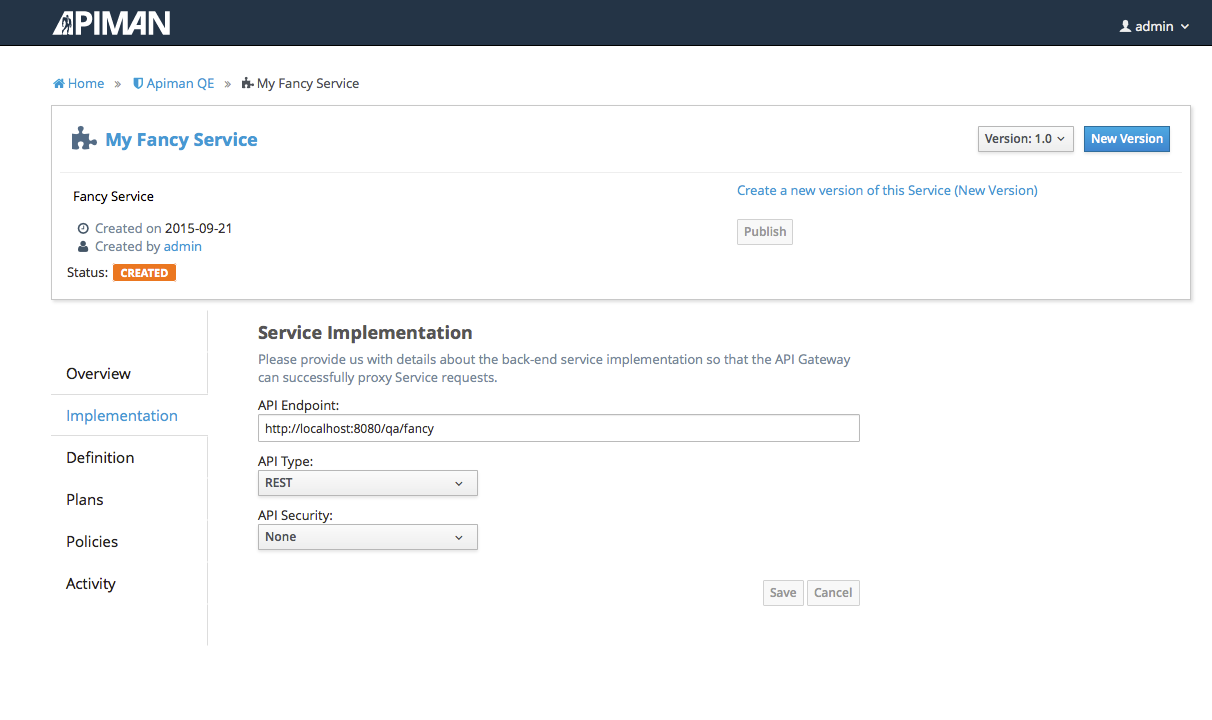 APIMAN
admin
Home » Apiman QE » My Fancy Service
My Fancy Service
Version: 1.0
New Version
Fancy Service
Create a new version of this Service (New Version)
Created on 2015-09-21
Publish
Created by admin
Status: CREATED
Service Implementation
Please provide us with details about the back-end service implementation so that the API Gateway
can successfully proxy Service requests.
Overview
Implementation
Definition
Plans
Policies
Activity
API Endpoint:
http://localhost:8080/qa/fancy
API Type:
REST
API Security:
None
Save
Cancel